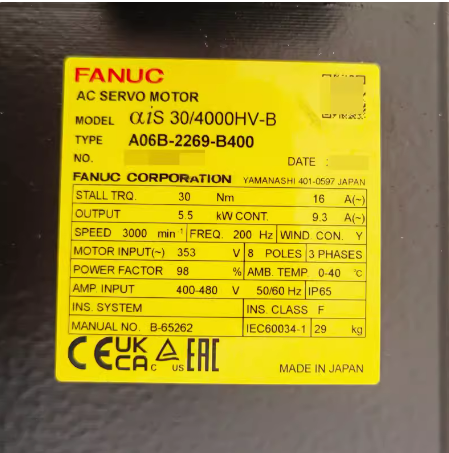 FANUC
AC SERVO MOTOR
MODEL αiS 30/4000HV-B
TYPE A06B-2269-B400
NO.
DATE :
FANUC CORPORATION YAMANASHI 401-0597 JAPAN
STALL TRQ. 30 Nm 16 A(~)
OUTPUT 5.5 kW CONT. 9.3 A(~)
SPEED 3000 min⁻¹ FREQ. 200 Hz WIND. CON. Y
MOTOR INPUT(~) 353 V 8 POLES 3 PHASES
POWER FACTOR 98 % AMB. TEMP. 0-40 ℃
AMP. INPUT 400-480 V 50/60 Hz IP65
INS. SYSTEM INS. CLASS F
MANUAL NO. B-65262 IEC60034-1 29 kg
CE UK CA c US EAC
MADE IN JAPAN